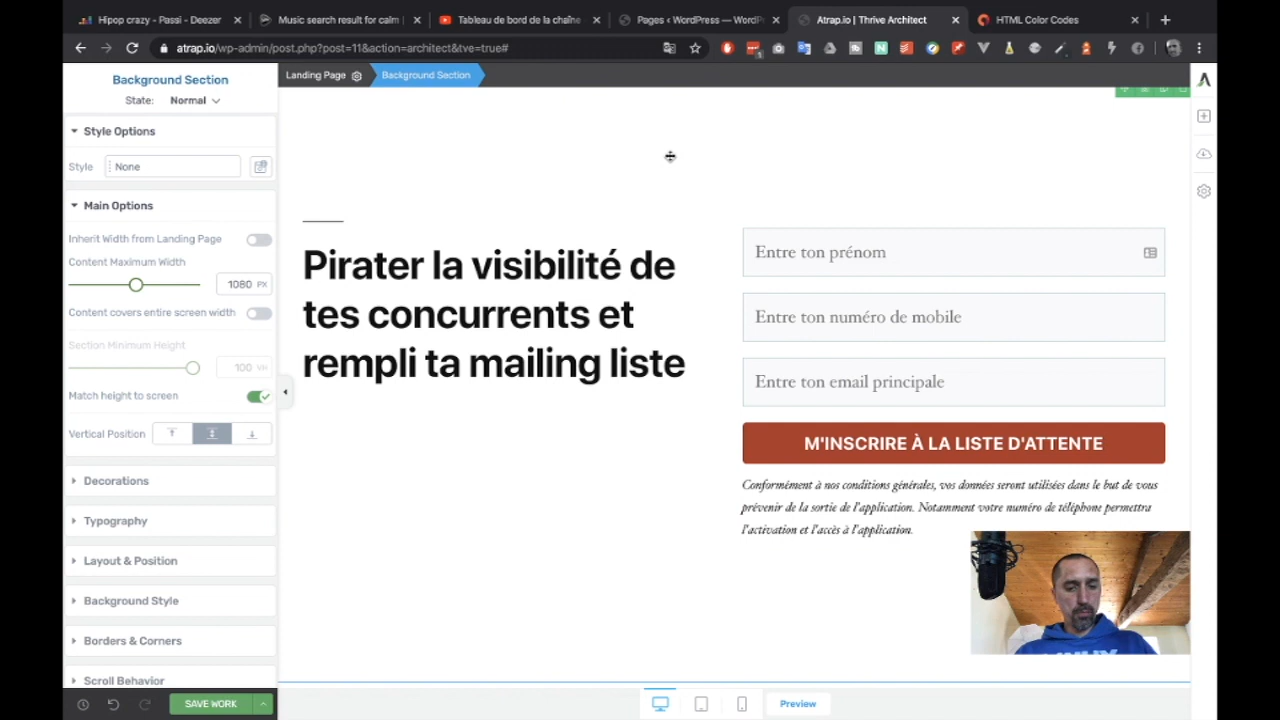 Hipop crazy - Passi - Deezer
Music search result for calm
Tableau de bord de la chaîne
Pages ‹ WordPress — WordP
Atrap.io | Thrive Architect
HTML Color Codes
atrap.io/wp-admin/post.php?post=11&action=architect&tve=true#
Background Section
State: Normal
Style Options
Style None
Main Options
Inherit Width from Landing Page
Content Maximum Width
1080 PX
Content covers entire screen width
Section Minimum Height
100 VH
Match height to screen
Vertical Position
Decorations
Typography
Layout & Position
Background Style
Borders & Corners
Scroll Behavior
SAVE WORK
Landing Page
Background Section
Pirater la visibilité de
tes concurrents et
rempli ta mailing liste
Entre ton prénom
Entre ton numéro de mobile
Entre ton email principale
M'INSCRIRE À LA LISTE D'ATTENTE
Conformément à nos conditions générales, vos données seront utilisées dans le but de vous
prévenir de la sortie de l'application. Notamment votre numéro de téléphone permettra
l'activation et l'accès à l'application.
Preview